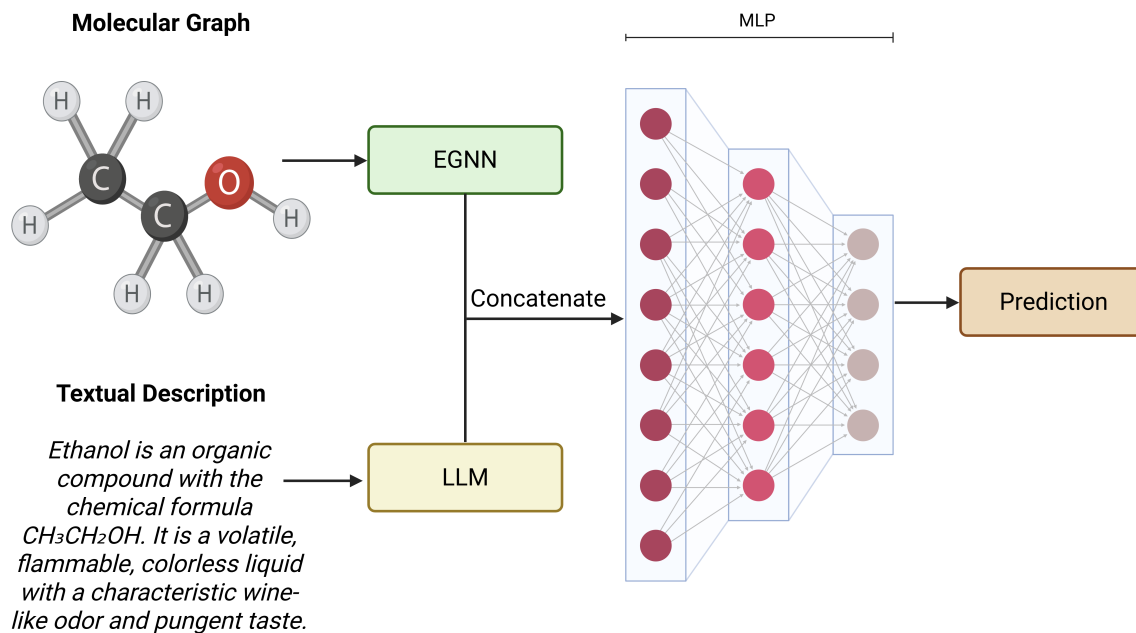 Molecular Graph
MLP
H
H
C
O
EGNN
C
H
H
H
H
Concatenate
Prediction
Textual Description
Ethanol is an organic
compound with the
chemical formula
CH₃CH₂OH. It is a volatile,
flammable, colorless liquid
with a characteristic wine-
like odor and pungent taste.
LLM